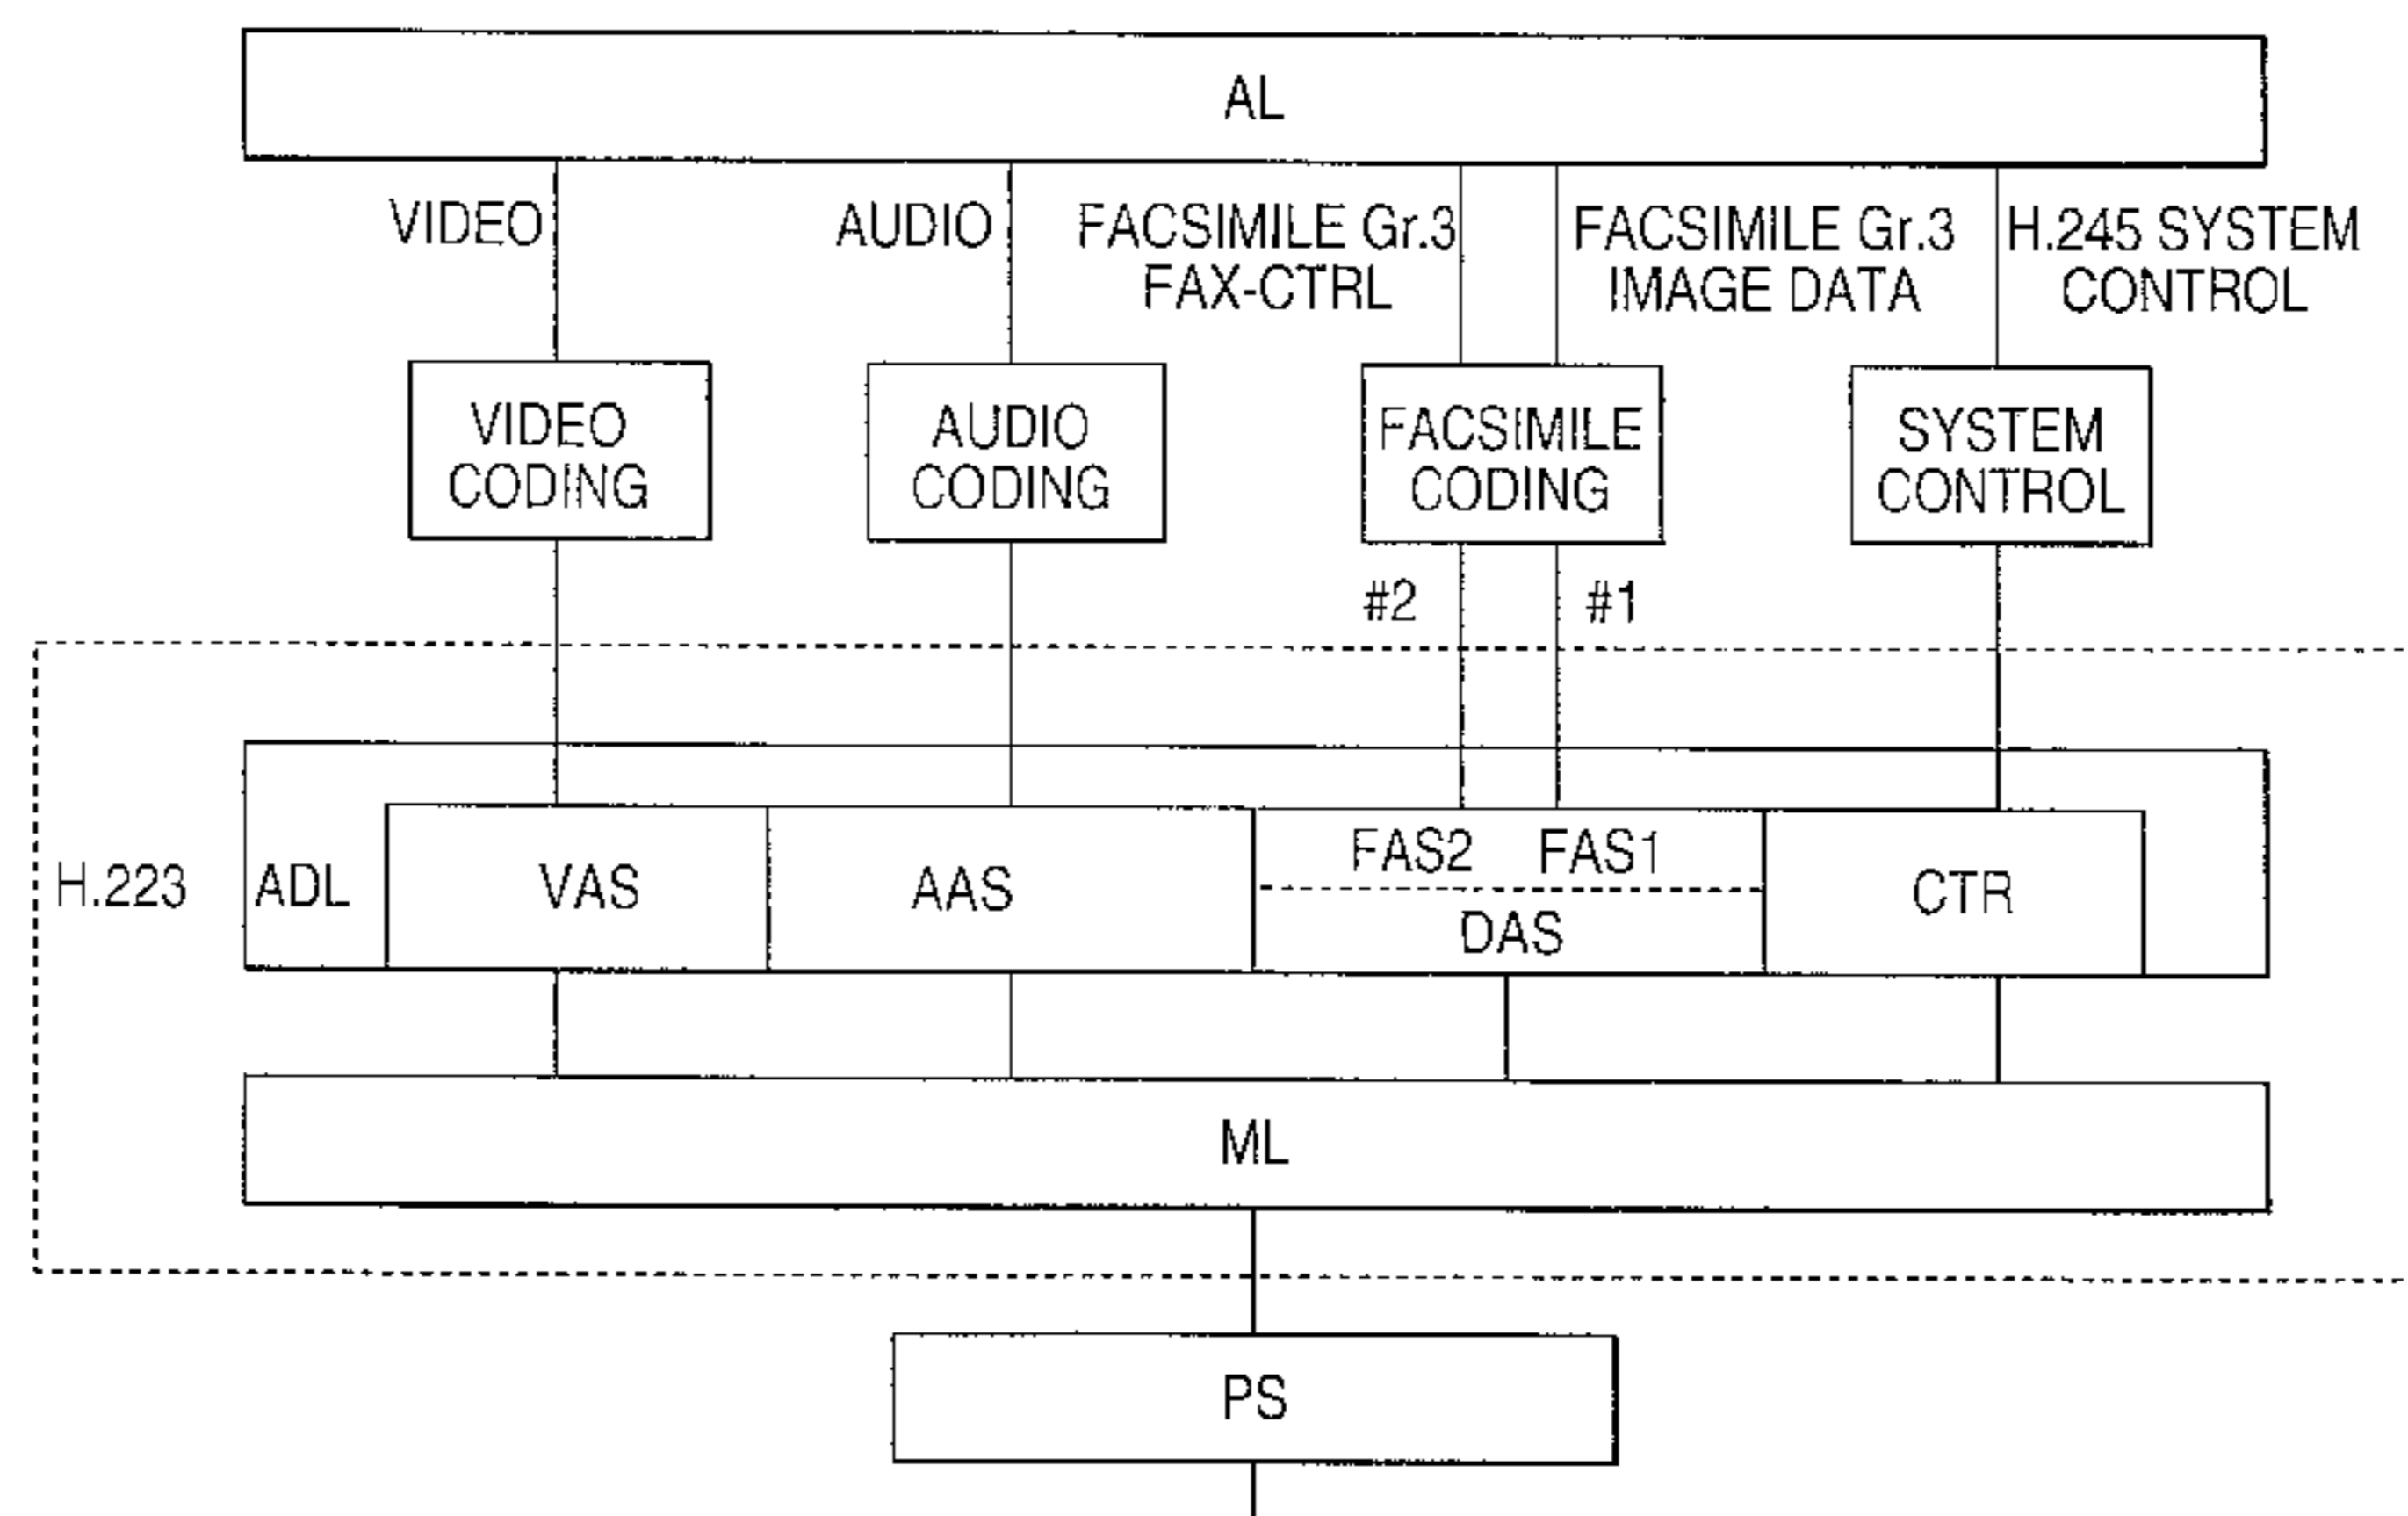 AL
VIDEO
AUDIO
FACSIMILE Gr.3
FAX-CTRL
FACSIMILE Gr.3
IMAGE DATA
H.245 SYSTEM
CONTROL
VIDEO
CODING
AUDIO
CODING
FACSIMILE
CODING
SYSTEM
CONTROL
#2
#1
H.223
ADL
VAS
AAS
FAS2
FAS1
DAS
CTR
ML
PS